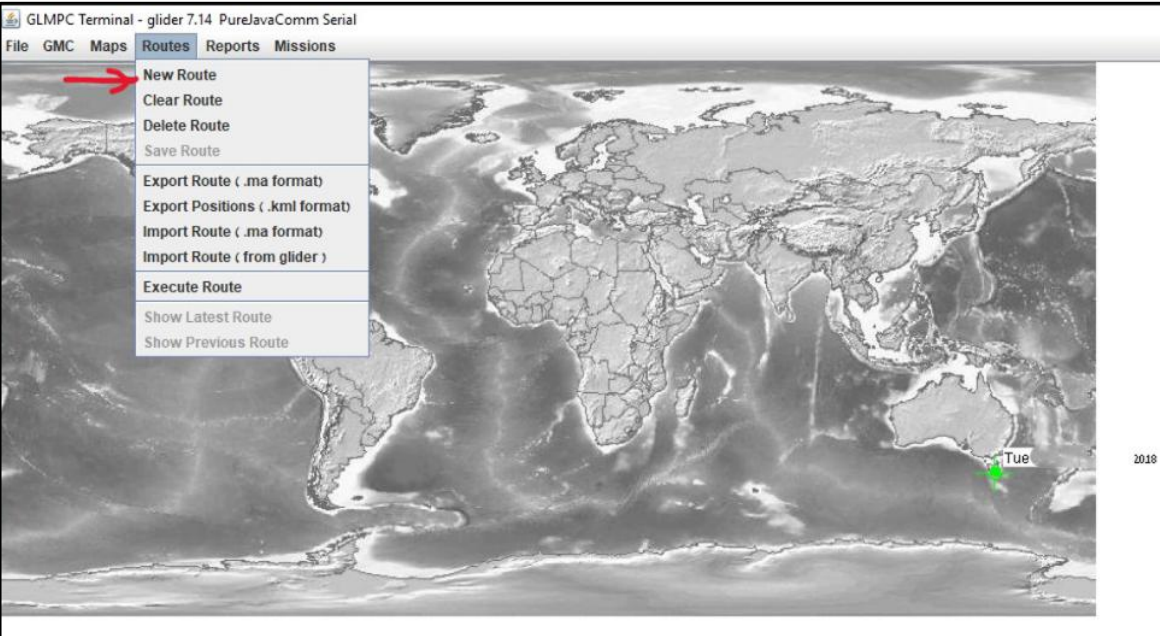 GLMPC Terminal - glider 7.14 PureJavaComm Serial
File GMC Maps Routes Reports Missions
New Route
Clear Route
Delete Route
Save Route
Export Route ( .ma format)
Export Positions ( .kml format)
Import Route ( .ma format)
Import Route ( from glider )
Execute Route
Show Latest Route
Show Previous Route
Tue
2018